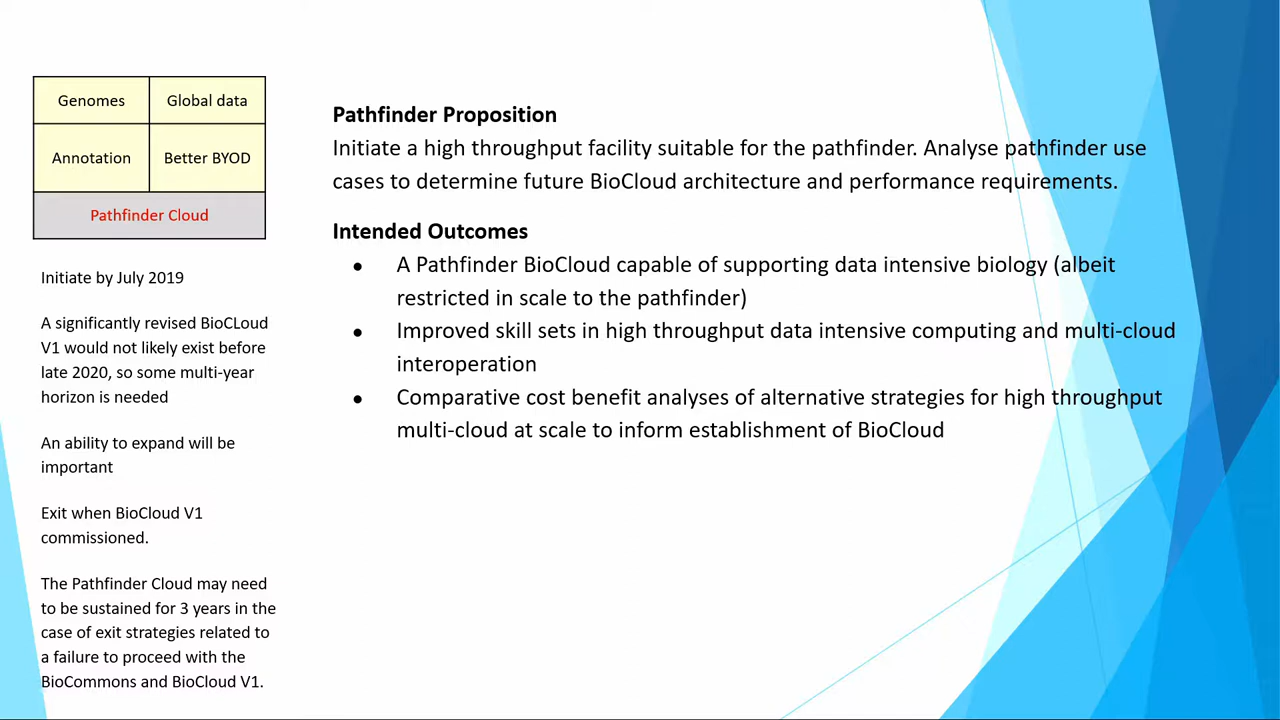 Genomes Global data
Annotation Better BYOD
Pathfinder Cloud
Initiate by July 2019
A significantly revised BioCLoud
V1 would not likely exist before
late 2020, so some multi-year
horizon is needed
An ability to expand will be
important
Exit when BioCloud V1
commissioned.
The Pathfinder Cloud may need
to be sustained for 3 years in the
case of exit strategies related to
a failure to proceed with the
BioCommons and BioCloud V1.
Pathfinder Proposition
Initiate a high throughput facility suitable for the pathfinder. Analyse pathfinder use
cases to determine future BioCloud architecture and performance requirements.
Intended Outcomes
● A Pathfinder BioCloud capable of supporting data intensive biology (albeit
restricted in scale to the pathfinder)
● Improved skill sets in high throughput data intensive computing and multi-cloud
interoperation
● Comparative cost benefit analyses of alternative strategies for high throughput
multi-cloud at scale to inform establishment of BioCloud